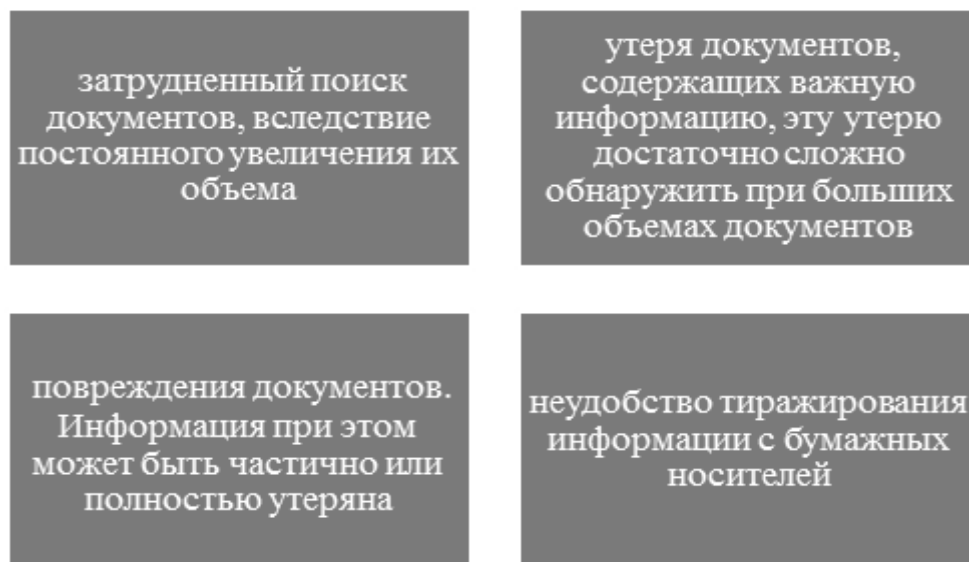 затрудненный поиск
документов, вследствие
постоянного увеличения их
объема
утеря документов,
содержащих важную
информацию, эту утерю
достаточно сложно
обнаружить при больших
объемах документов
повреждения документов.
Информация при этом
может быть частично или
полностью утеряна
неудобство тиражирования
информации с бумажных
носителей